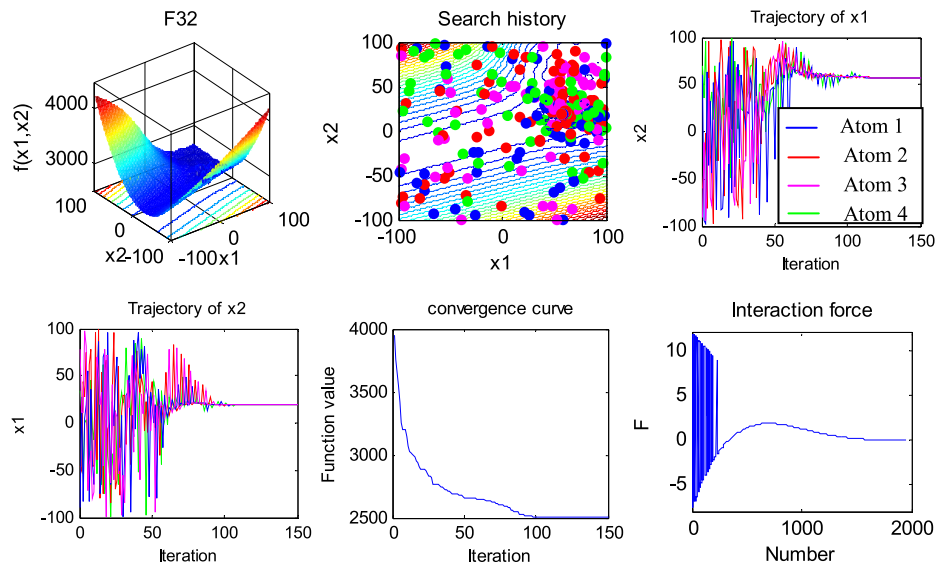 F32
4000
3000
f(x1,x2)
100
0
-100
x2
-100
0
100
x1
Search history
100
50
0
-50
-100
x2
-100
0
100
x1
Trajectory of x1
100
50
0
-50
-100
x2
Atom 1
Atom 2
Atom 3
Atom 4
0
50
100
150
Iteration
Trajectory of x2
100
50
0
-50
-100
x1
0
50
100
150
Iteration
convergence curve
4000
3500
3000
2500
Function value
0
50
100
150
Iteration
Interaction force
10
5
0
-5
F
0
1000
2000
Number